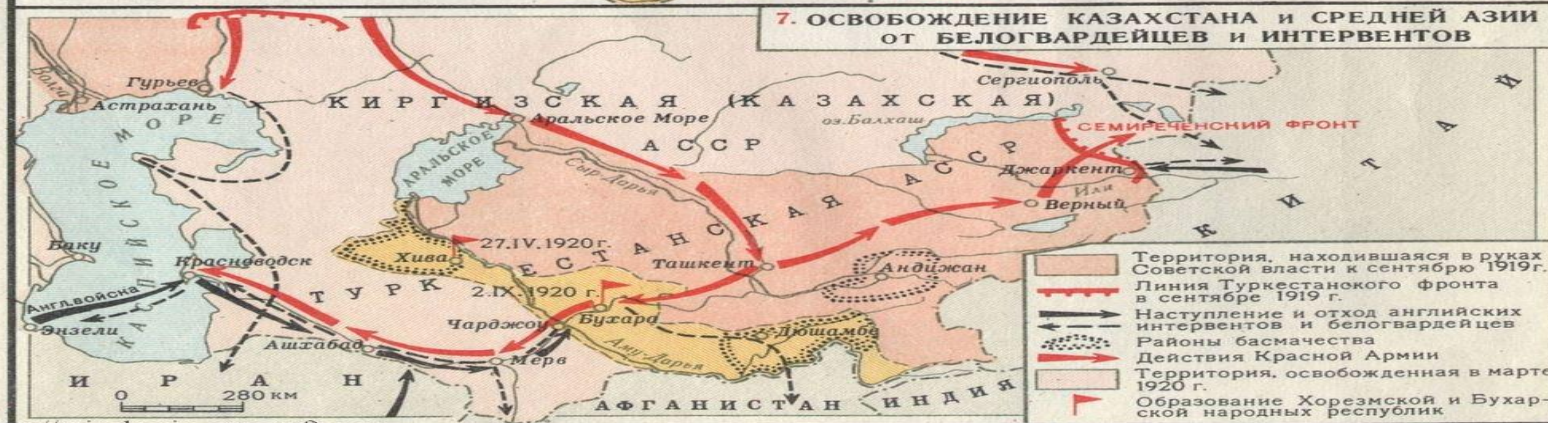 7. ОСВОБОЖДЕНИЕ КАЗАХСТАНА и СРЕДНЕЙ АЗИИ
от БЕЛОГВАРДЕЙЦЕВ и ИНТЕРВЕНТОВ
Волга
Гурьев
Астрахань
КИРГИЗСКАЯ (КАЗАХСКАЯ)
АССР
Сергиополь
КИТАЙ
КАСПИЙСКОЕ МОРЕ
Аральское Море
АРАЛЬСКОЕ
МОРЕ
оз.Балхаш
СЕМИРЕЧЕНСКИЙ ФРОНТ
Сыр-Дарья
Джаркент
Или
Верный
ТУРКЕСТАНСКАЯ АССР
Баку
Красноводск
Хива
27.IV.1920 г.
Ташкент
Андижан
2.IX.1920 г.
Англ.войска
Энзели
Чарджоу
Бухара
Дюшамбе
Ашхабад
Мерв
Аму-Дарья
ИРАН
0 280 км
АФГАНИСТАН
ИНДИЯ
Территория, находившаяся в руках
Советской власти к сентябрю 1919г.
Линия Туркестанского фронта
в сентябре 1919 г.
Наступление и отход английских
интервентов и белогвардейцев
Районы басмачества
Действия Красной Армии
Территория, освобожденная в марте
1920 г.
Образование Хорезмской и Бухар-
ской народных республик